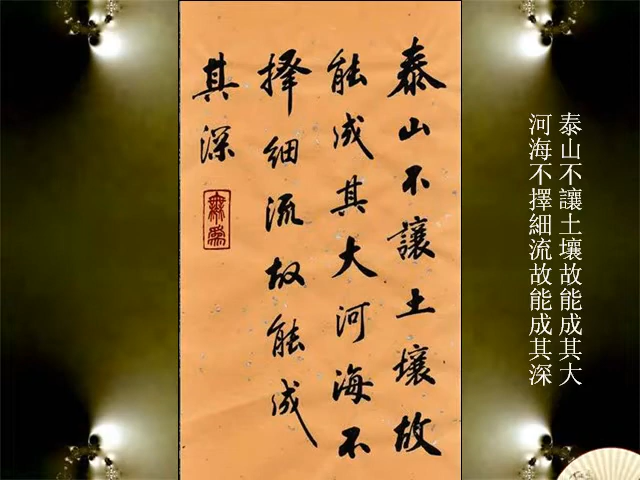 泰山不讓土壤故能成其大
河海不擇細流故能成其深
泰山不讓土壤故
能成其大河海不
擇細流故能成
其深